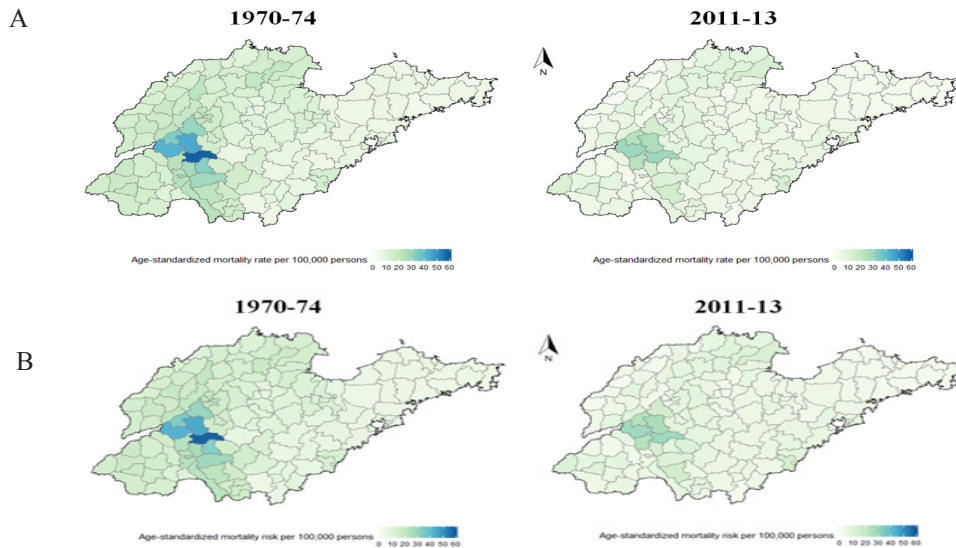 A
1970-74
2011-13
N
Age-standardized mortality rate per 100,000 persons
0 10 20 30 40 50 60
Age-standardized mortality rate per 100,000 persons
0 10 20 30 40 50 60
B
1970-74
2011-13
N
Age-standardized mortality risk per 100,000 persons
0 10 20 30 40 50 60
Age-standardized mortality risk per 100,000 persons
0 10 20 30 40 50 60